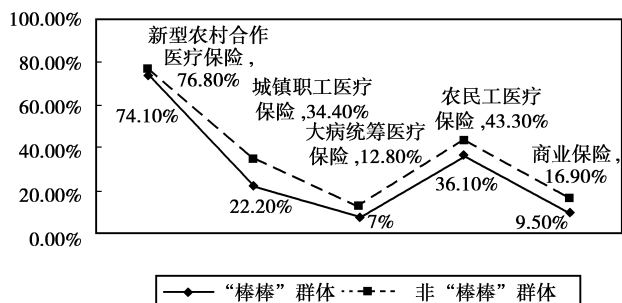 100.00%
80.00%
60.00%
40.00%
20.00%
0.00%
新型农村合作
医疗保险,
76.80%
74.10%
城镇职工医疗
保险,34.40%
22.20%
大病统筹医疗
保险,12.80%
7%
农民工医疗
保险,43.30%
36.10%
商业保险,
16.90%
9.50%
“棒棒”群体 非“棒棒”群体